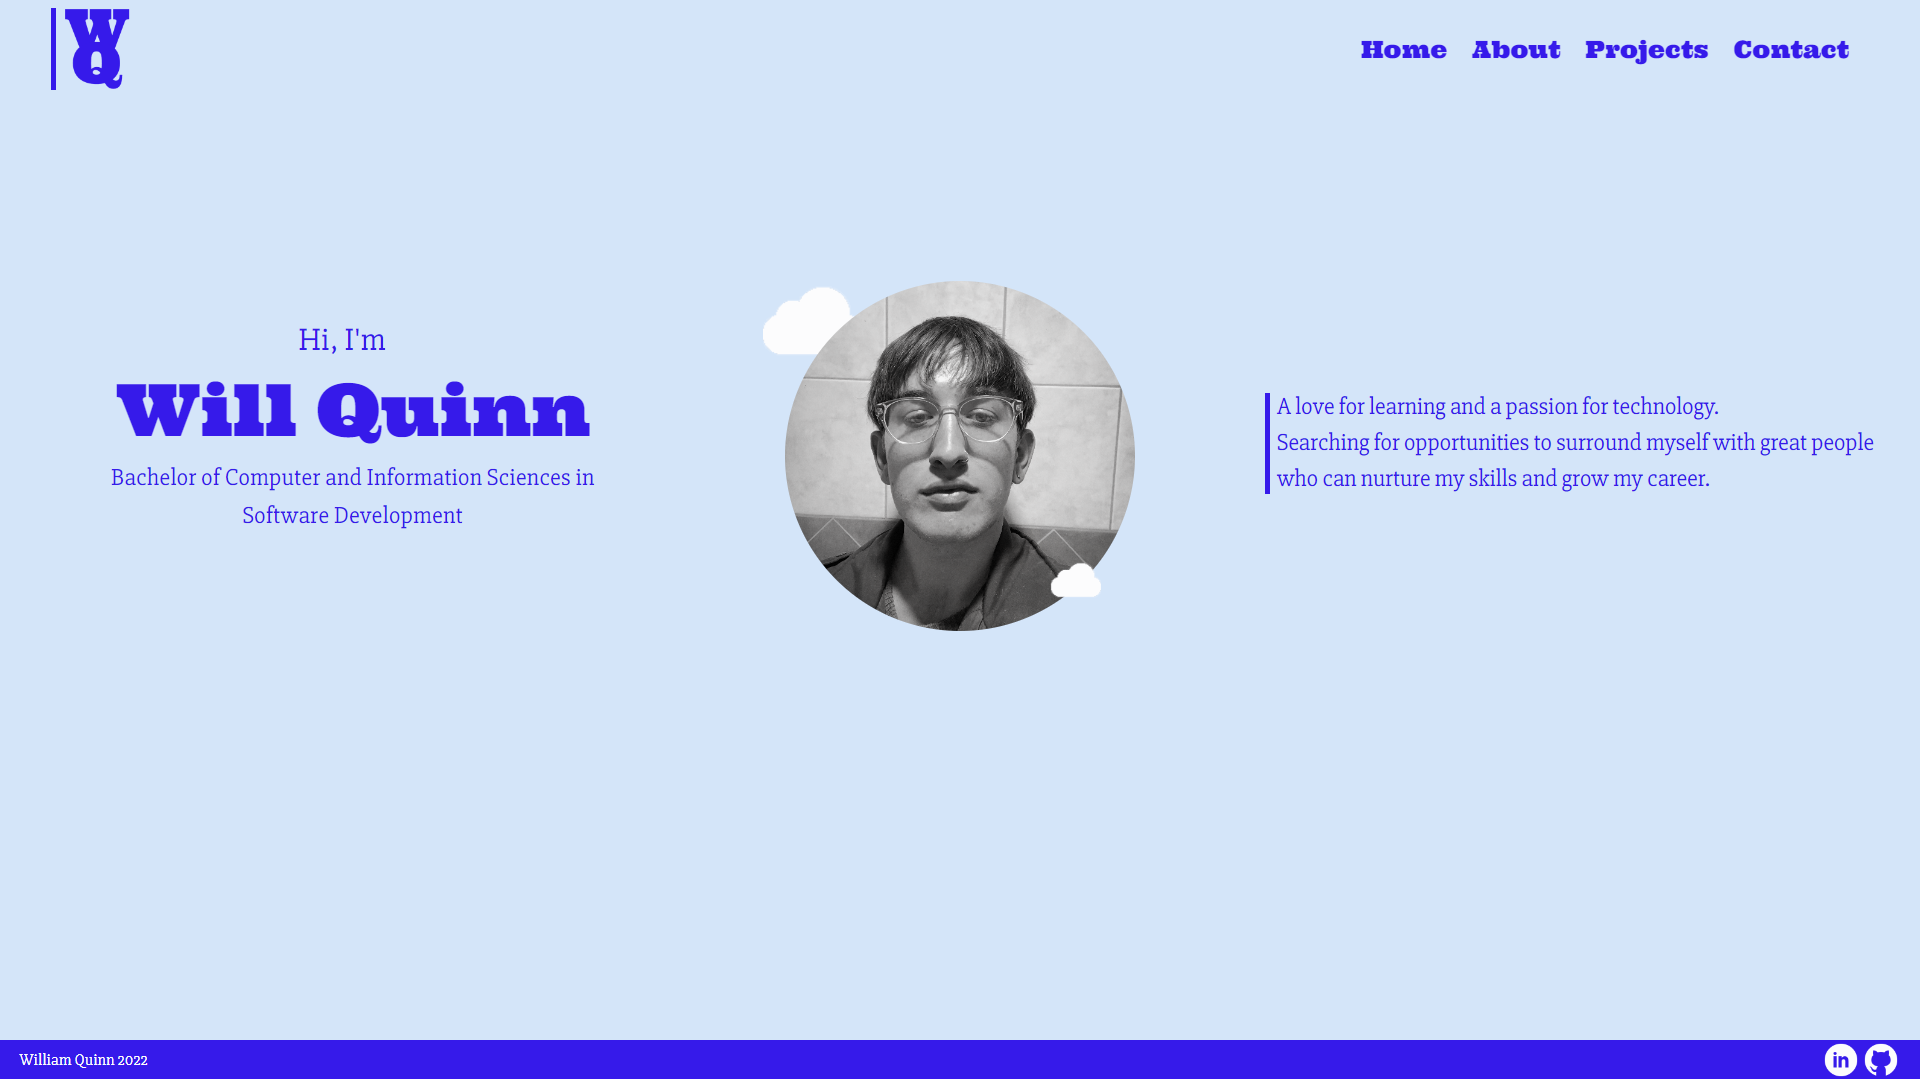 W
Q
Home About Projects Contact
Hi, I'm
Will Quinn
Bachelor of Computer and Information Sciences in
Software Development
A love for learning and a passion for technology.
Searching for opportunities to surround myself with great people
who can nurture my skills and grow my career.
William Quinn 2022
in